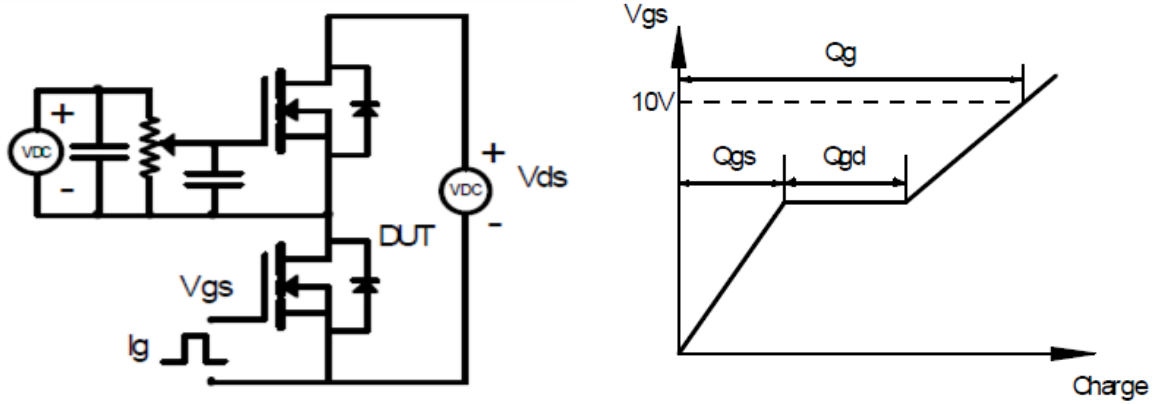 +
VDC
-
+
VDC
-
Vds
DUT
Vgs
Ig
Vgs
Qg
10V
Qgs
Qgd
Charge